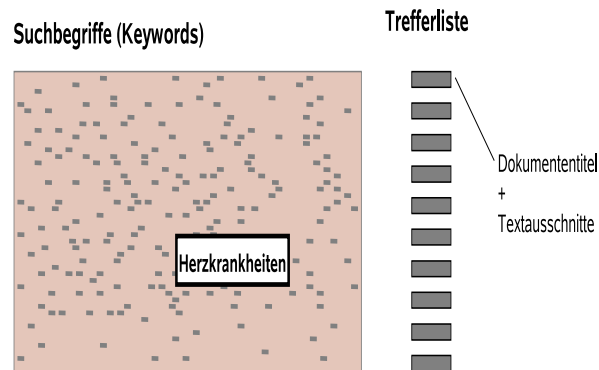 Suchbegriffe (Keywords)
Trefferliste
Herzkrankheiten
Dokumententitel
+
Textausschnitte